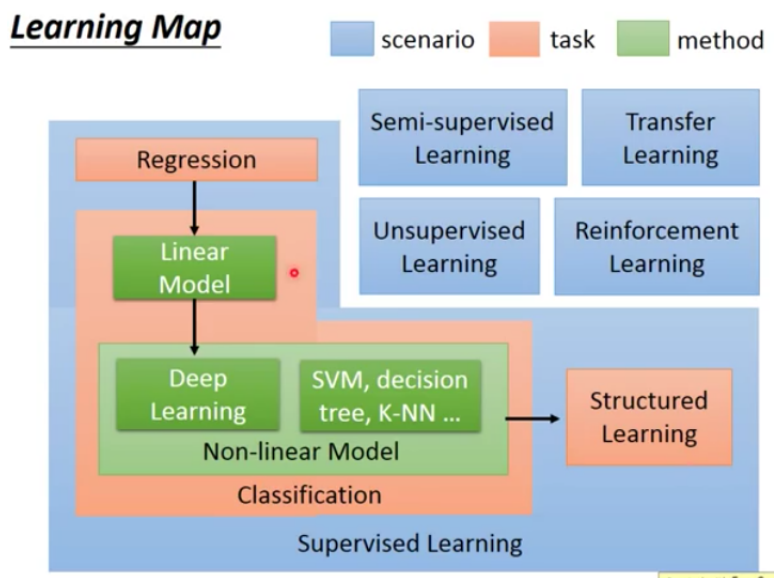 Learning Map
scenario
task
method
Regression
Linear
Model
Deep
Learning
SVM, decision
tree, K-NN ...
Non-linear Model
Classification
Supervised Learning
Semi-supervised
Learning
Transfer
Learning
Unsupervised
Learning
Reinforcement
Learning
Structured
Learning